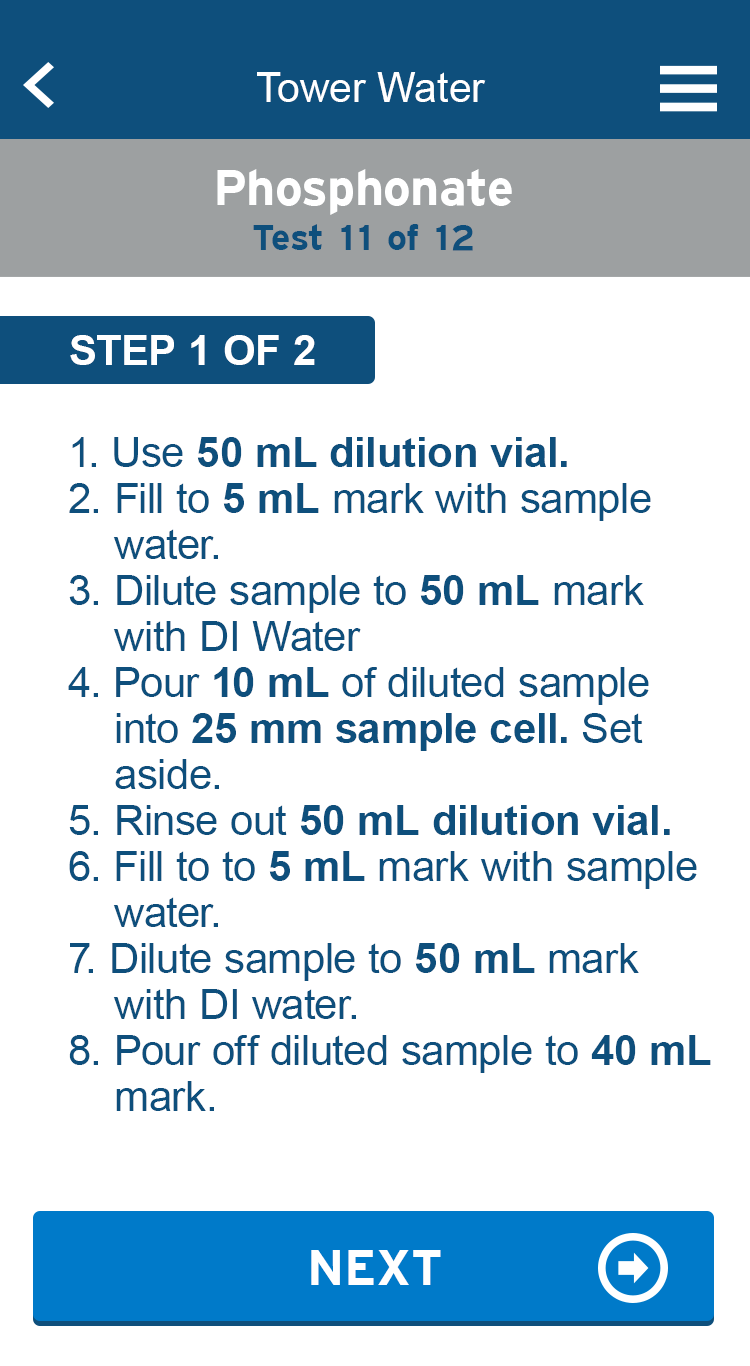 Tower Water
Phosphonate
Test 11 of 12
STEP 1 OF 2
1. Use 50 mL dilution vial.
2. Fill to 5 mL mark with sample
water.
3. Dilute sample to 50 mL mark
with DI Water
4. Pour 10 mL of diluted sample
into 25 mm sample cell. Set
aside.
5. Rinse out 50 mL dilution vial.
6. Fill to to 5 mL mark with sample
water.
7. Dilute sample to 50 mL mark
with DI water.
8. Pour off diluted sample to 40 mL
mark.
NEXT